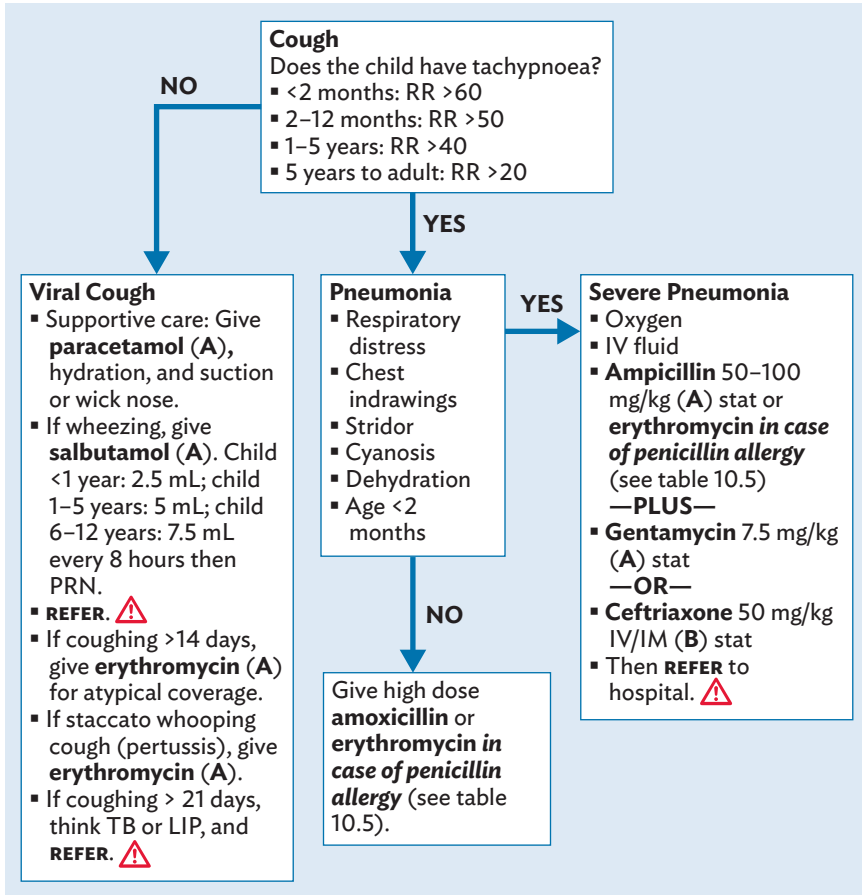 Cough
Does the child have tachypnoea?
▪ <2 months: RR >60
▪ 2–12 months: RR >50
▪ 1–5 years: RR >40
▪ 5 years to adult: RR >20
NO
YES
Viral Cough
▪ Supportive care: Give
paracetamol (A),
hydration, and suction
or wick nose.
▪ If wheezing, give
salbutamol (A). Child
<1 year: 2.5 mL; child
1–5 years: 5 mL; child
6–12 years: 7.5 mL
every 8 hours then
PRN.
▪ REFER. ⚠
▪ If coughing >14 days,
give erythromycin (A)
for atypical coverage.
▪ If staccato whooping
cough (pertussis), give
erythromycin (A).
▪ If coughing > 21 days,
think TB or LIP, and
REFER. ⚠
Pneumonia
▪ Respiratory
distress
▪ Chest
indrawings
▪ Stridor
▪ Cyanosis
▪ Dehydration
▪ Age <2
months
YES
NO
Give high dose
amoxicillin or
erythromycin in
case of penicillin
allergy (see table
10.5).
Severe Pneumonia
▪ Oxygen
▪ IV fluid
▪ Ampicillin 50–100
mg/kg (A) stat or
erythromycin in case
of penicillin allergy
(see table 10.5)
—PLUS—
▪ Gentamycin 7.5 mg/kg
(A) stat
—OR—
▪ Ceftriaxone 50 mg/kg
IV/IM (B) stat
▪ Then REFER to
hospital. ⚠